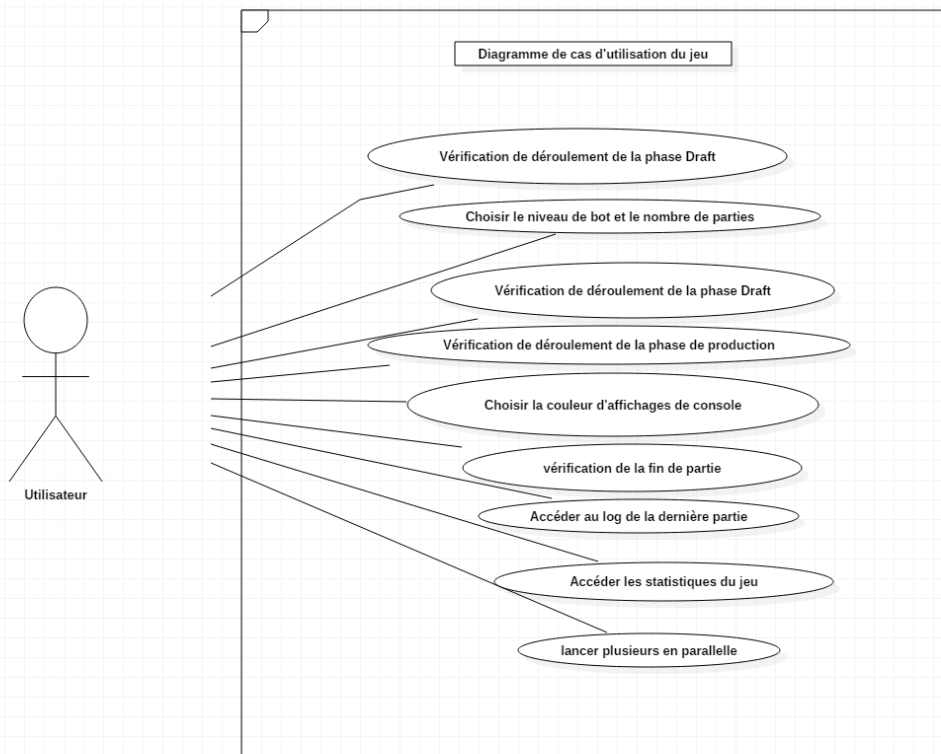 Diagramme de cas d'utilisation du jeu
Vérification de déroulement de la phase Draft
Choisir le niveau de bot et le nombre de parties
Vérification de déroulement de la phase Draft
Vérification de déroulement de la phase de production
Choisir la couleur d'affichages de console
vérification de la fin de partie
Utilisateur
Accéder au log de la dernière partie
Accéder les statistiques du jeu
lancer plusieurs en parallelle